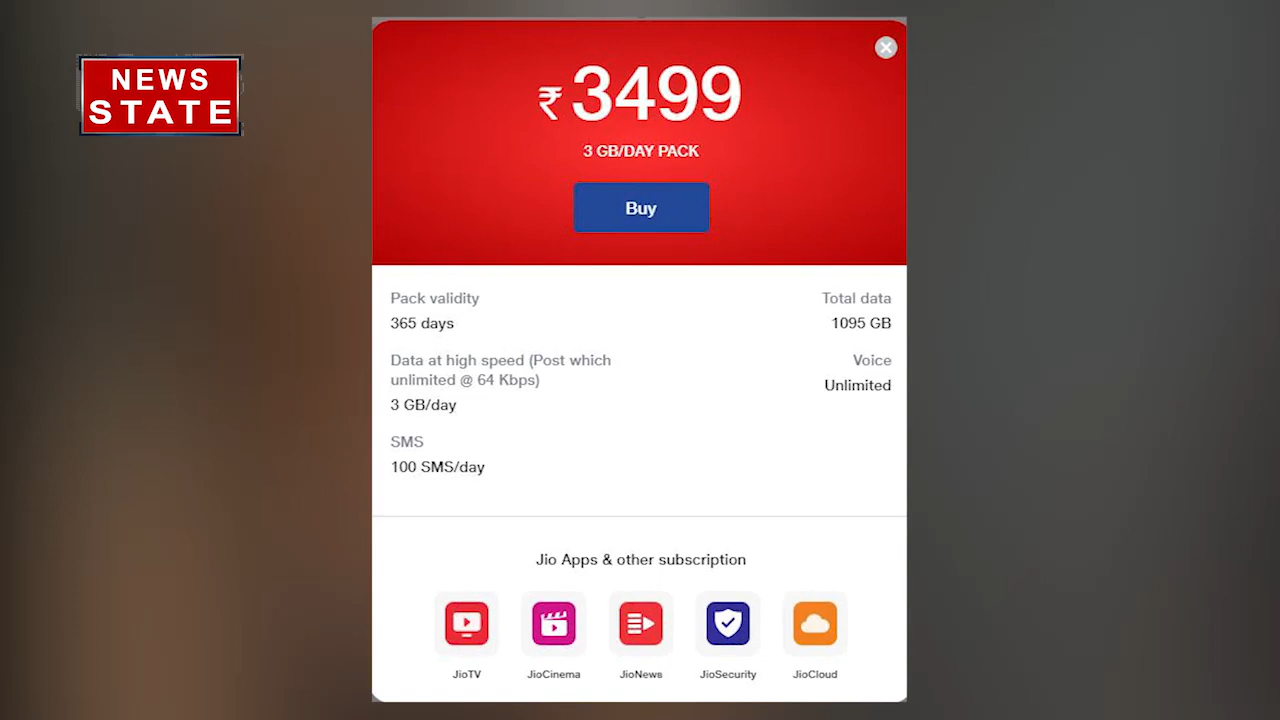 NEWS
STATE
₹3499
3 GB/DAY PACK
Buy
Pack validity
365 days
Total data
1095 GB
Data at high speed (Post which
unlimited @ 64 Kbps)
3 GB/day
Voice
Unlimited
SMS
100 SMS/day
Jio Apps & other subscription
JioTV
JioCinema
JioNews
JioSecurity
JioCloud